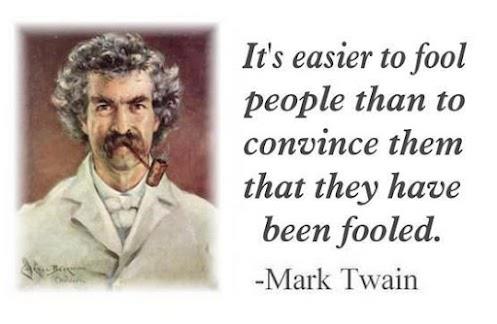 It's easier to fool
people than to
convince them
that they have
been fooled.
-Mark Twain